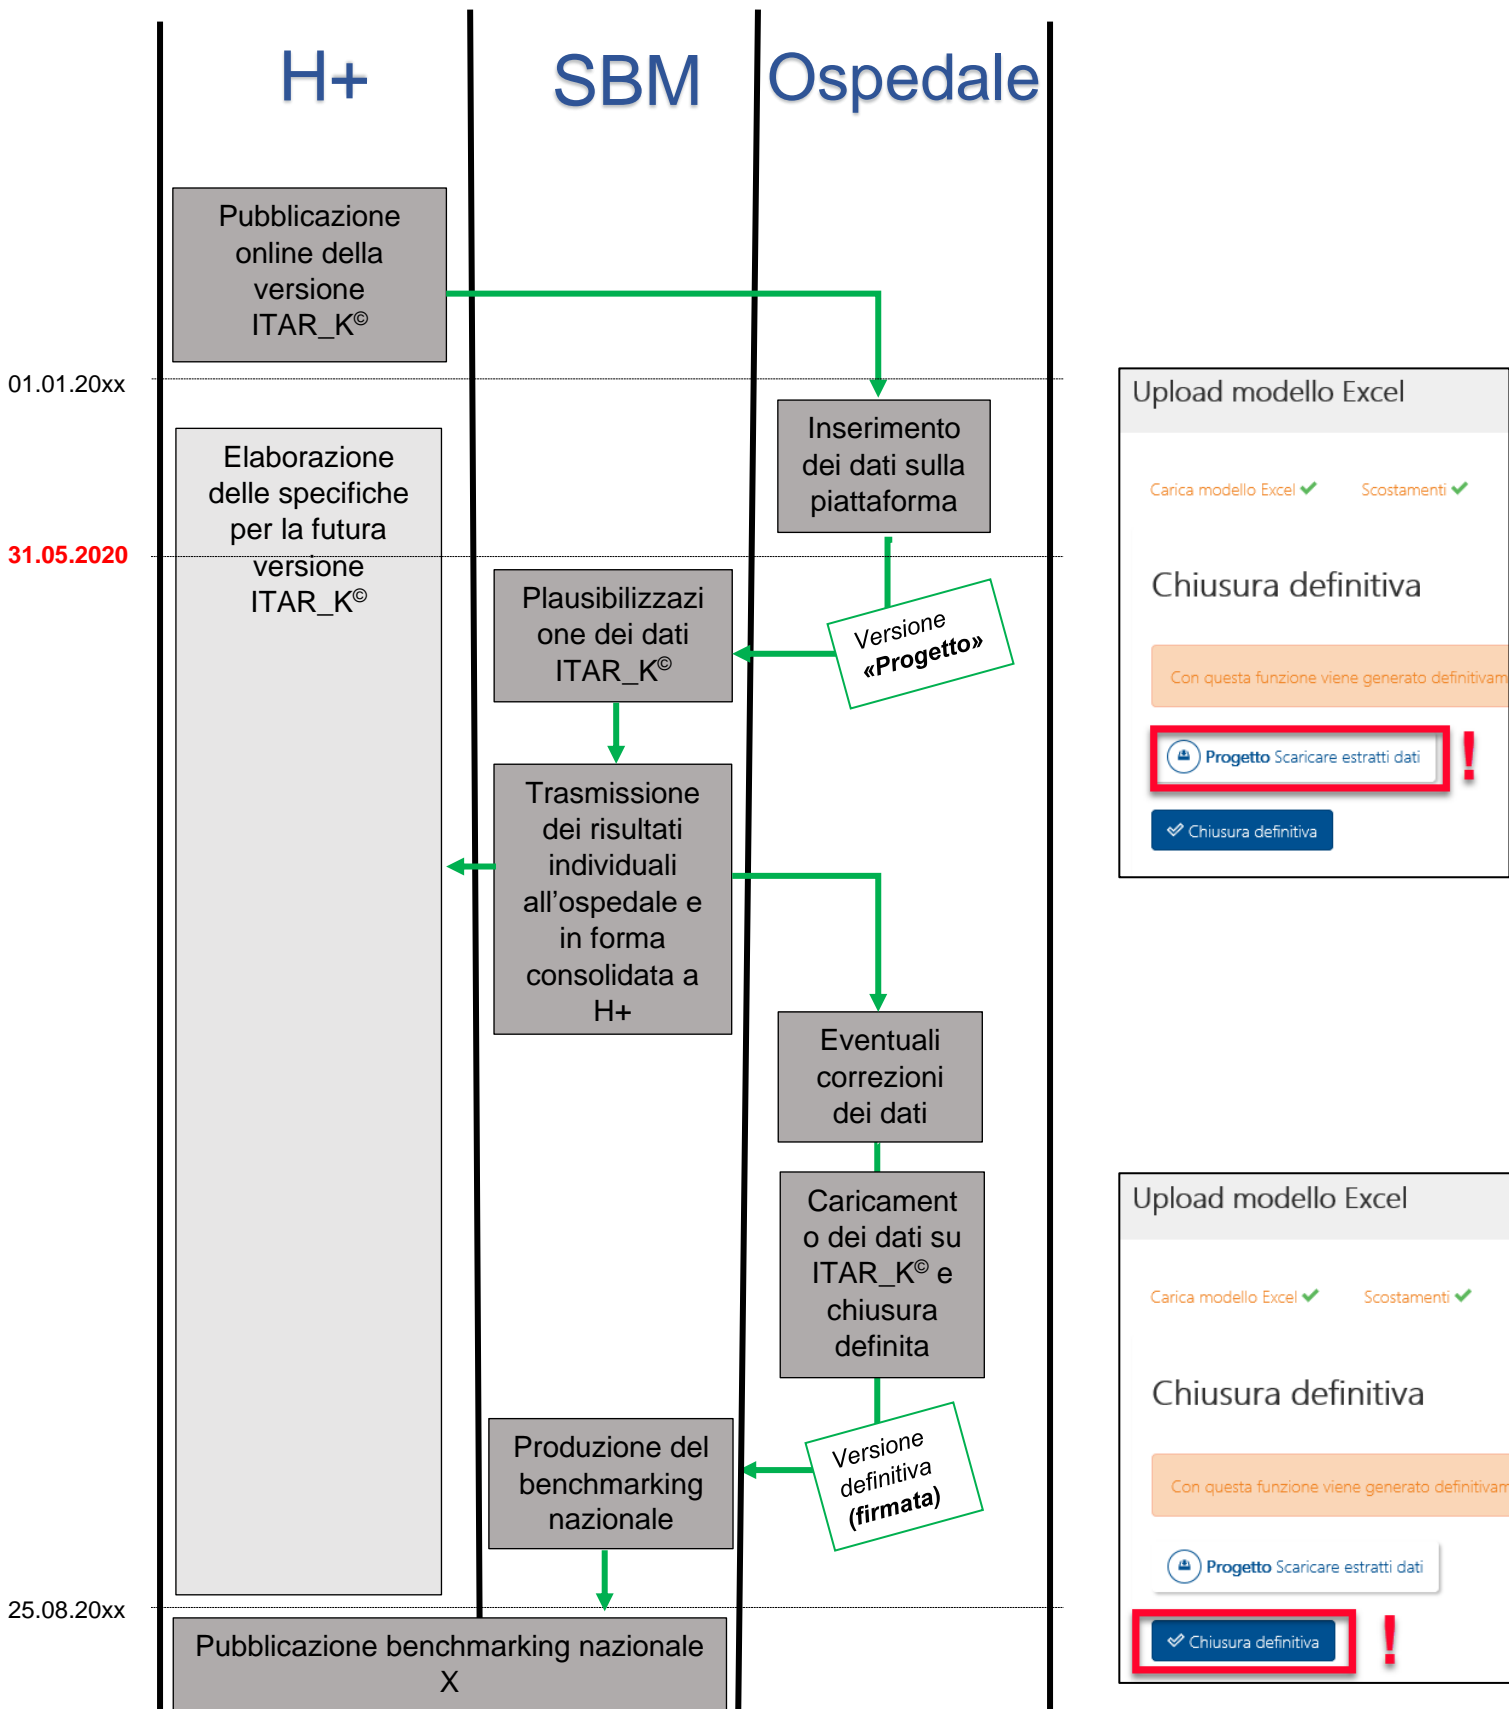 H+
SBM
Ospedale
Pubblicazione
online della
versione
ITAR_K©
01.01.20xx
Inserimento
dei dati sulla
piattaforma
Elaborazione
delle specifiche
per la futura
versione
ITAR_K©
31.05.2020
Plausibilizzazi
one dei dati
ITAR_K©
Versione
«Progetto»
Trasmissione
dei risultati
individuali
all’ospedale e
in forma
consolidata a
H+
Eventuali
correzioni
dei dati
Caricament
o dei dati su
ITAR_K© e
chiusura
definita
Versione
definitiva
(firmata)
Produzione del
benchmarking
nazionale
25.08.20xx
Pubblicazione benchmarking nazionale
X
Upload modello Excel
Carica modello Excel ✔ Scostamenti ✔
Chiusura definitiva
Con questa funzione viene generato definitivam
Progetto Scaricare estratti dati
!
Chiusura definitiva
Upload modello Excel
Carica modello Excel ✔ Scostamenti ✔
Chiusura definitiva
Con questa funzione viene generato definitivam
Progetto Scaricare estratti dati
Chiusura definitiva
!